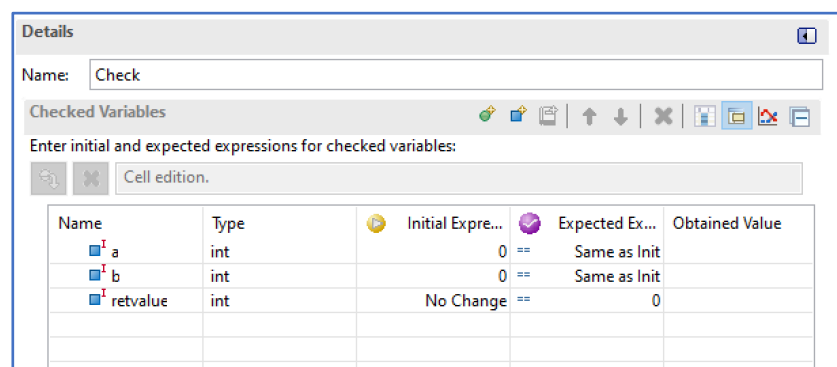 Details
Name: Check
Checked Variables
Enter initial and expected expressions for checked variables:
Cell edition.
Name Type Initial Expre... Expected Ex... Obtained Value
I a int 0 == Same as Init
I b int 0 == Same as Init
I retvalue int No Change == 0